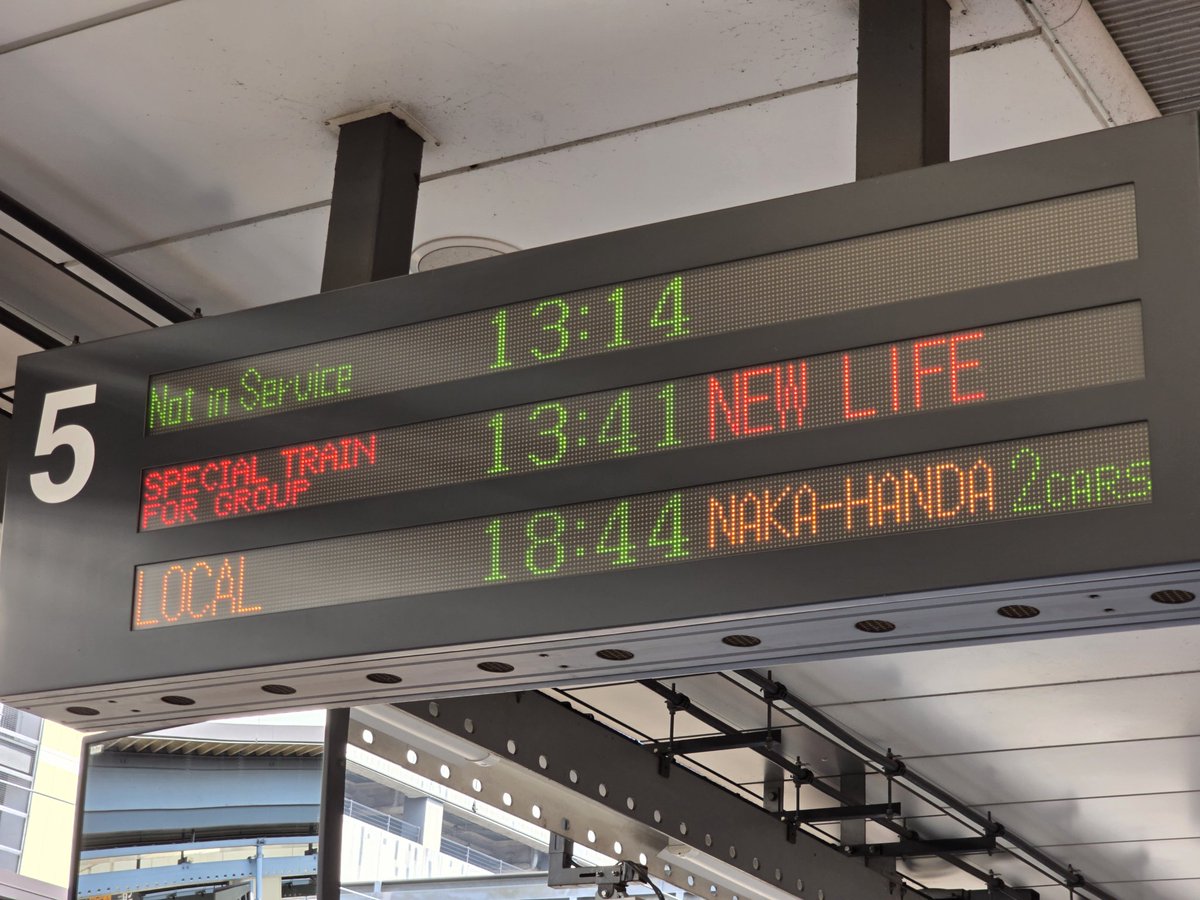 5
Not in Service 13:14
SPECIAL TRAIN FOR GROUP 13:41 NEW LIFE
LOCAL 18:44 NAKA-HANDA 2CARS